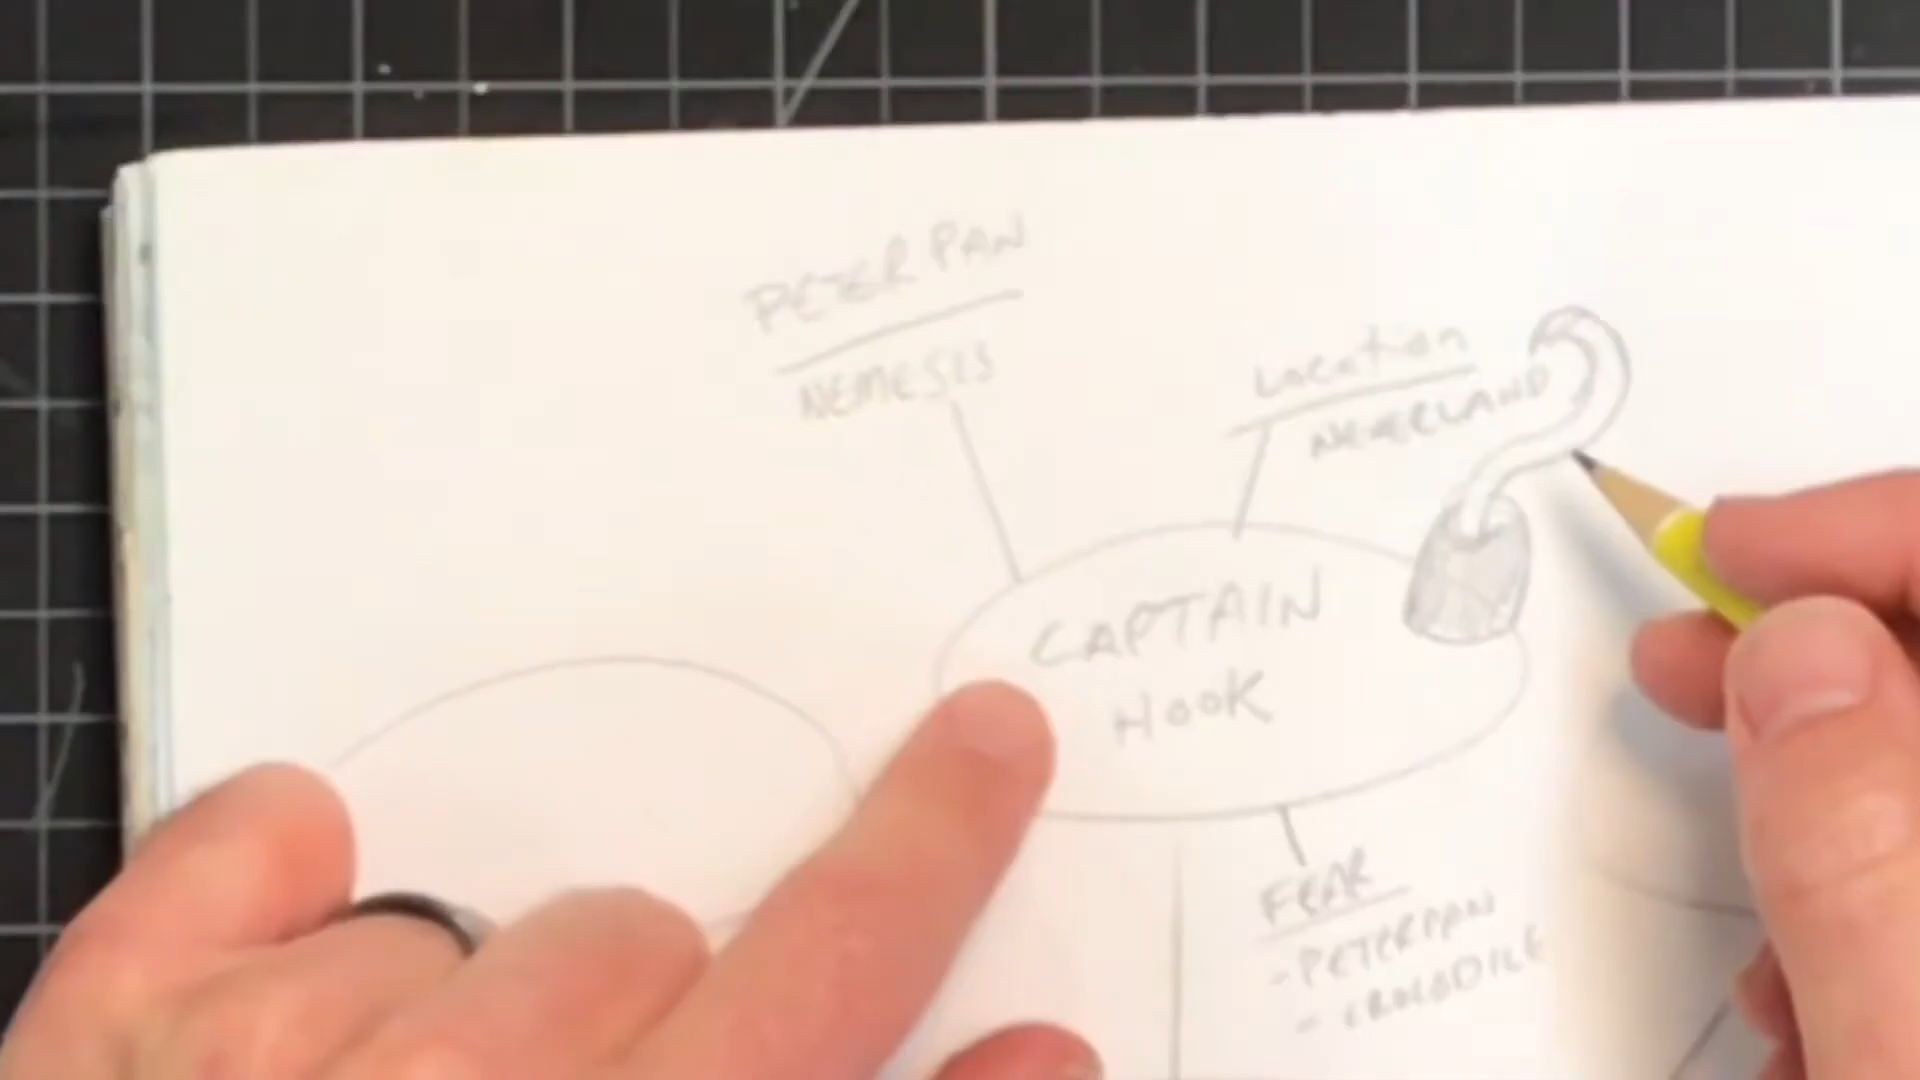 PETER PAN
NEMESIS
Location
NEVERLAND
CAPTAIN
HOOK
FEAR
- PETER PAN
- CROCODILE